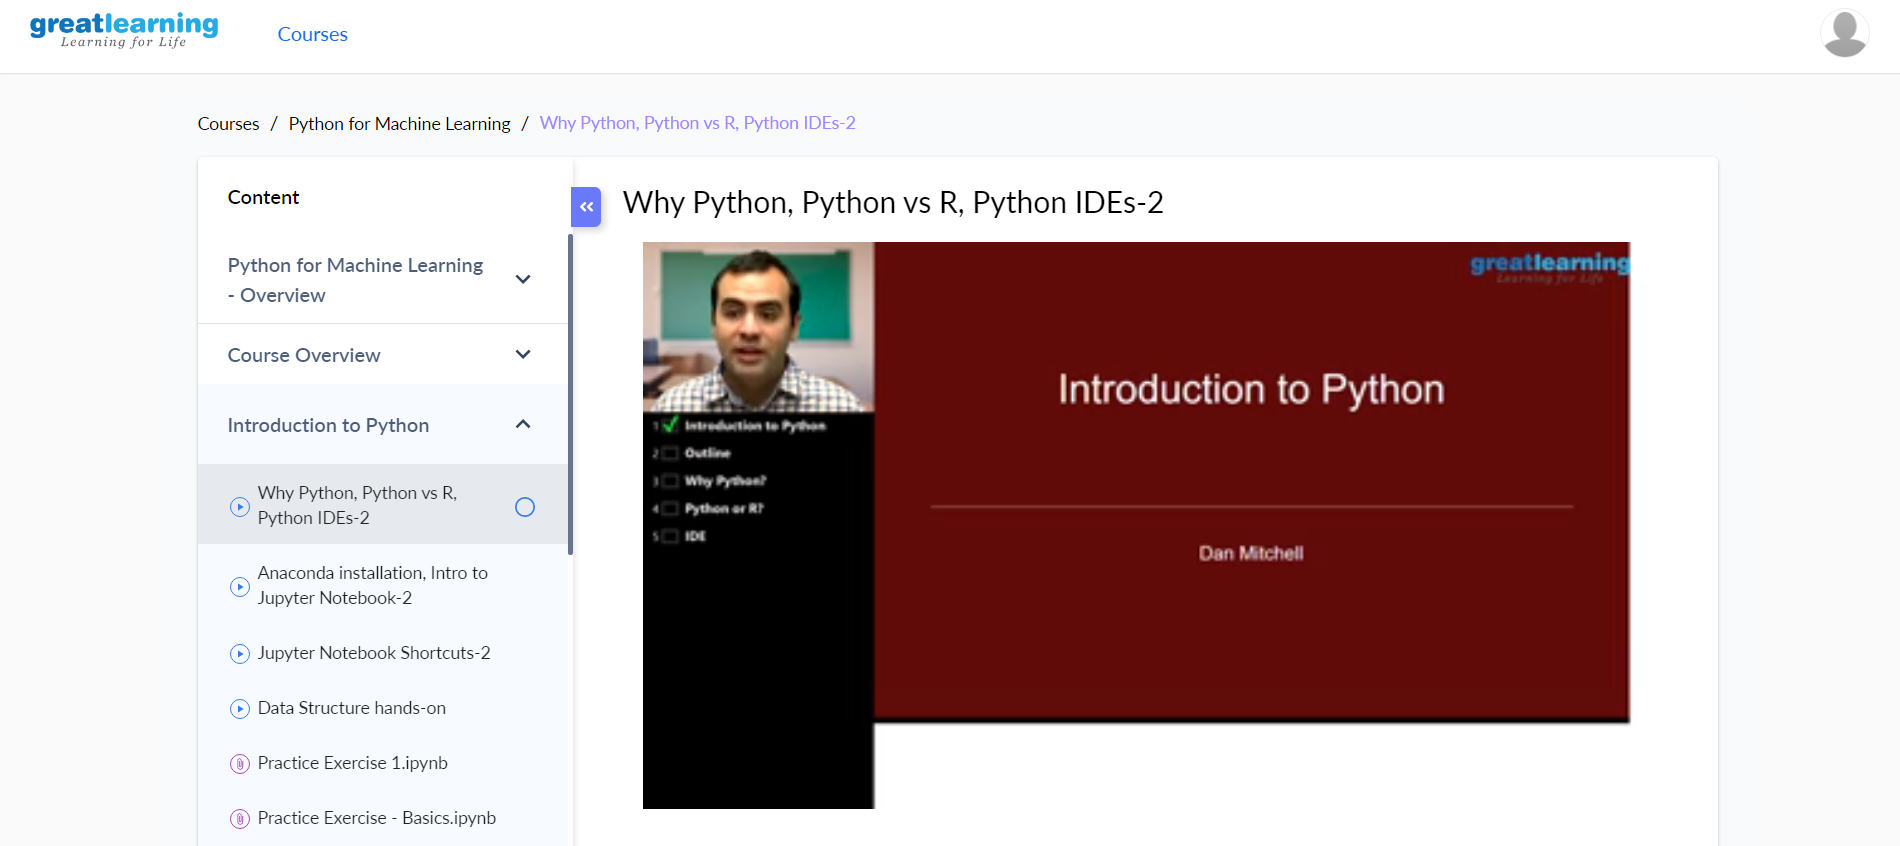 greatlearning
Learning for Life
Courses
Courses / Python for Machine Learning / Why Python, Python vs R, Python IDEs-2
Content
Python for Machine Learning
- Overview
Course Overview
Introduction to Python
Why Python, Python vs R,
Python IDEs-2
Anaconda installation, Intro to
Jupyter Notebook-2
Jupyter Notebook Shortcuts-2
Data Structure hands-on
Practice Exercise 1.ipynb
Practice Exercise - Basics.ipynb
Why Python, Python vs R, Python IDEs-2
1 Introduction to Python
2 Outline
3 Why Python?
4 Python or R?
5 IDE
greatlearning
Learning for Life
Introduction to Python
Dan Mitchell